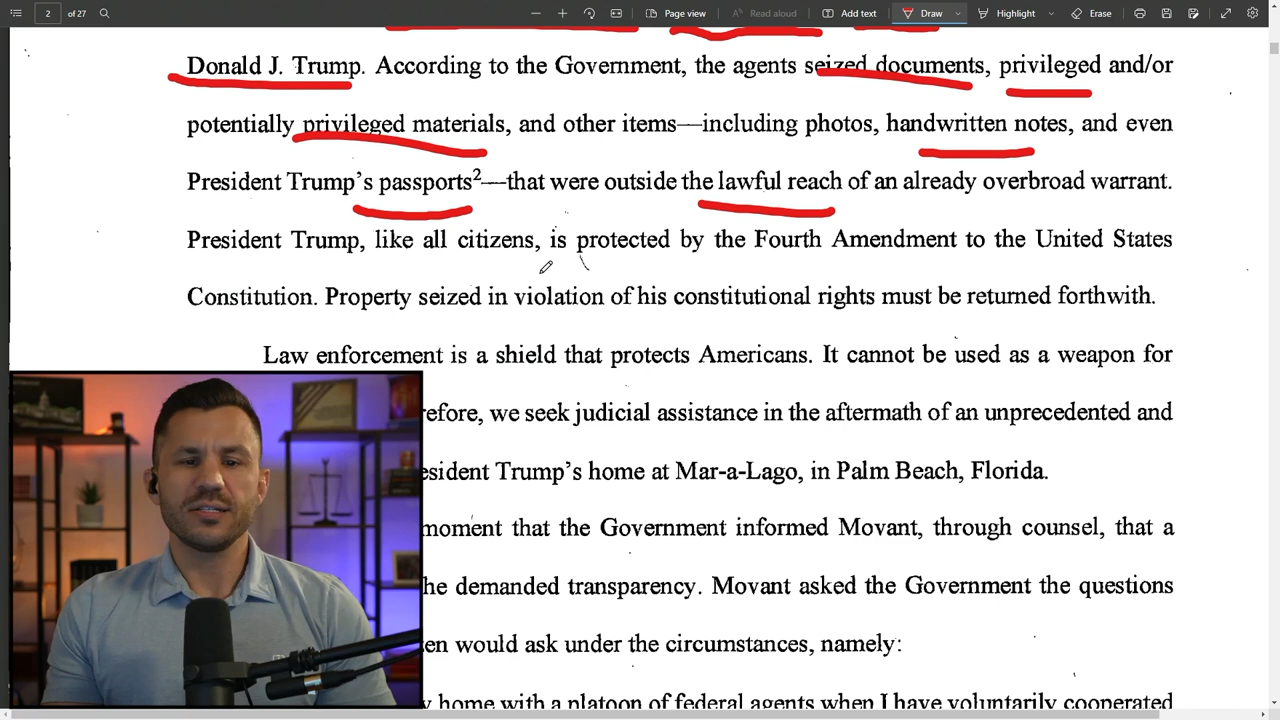 2 of 27 Page view Read aloud Add text Draw Highlight Erase
Donald J. Trump. According to the Government, the agents seized documents, privileged and/or
potentially privileged materials, and other items—including photos, handwritten notes, and even
President Trump's passports²—that were outside the lawful reach of an already overbroad warrant.
President Trump, like all citizens, is protected by the Fourth Amendment to the United States
Constitution. Property seized in violation of his constitutional rights must be returned forthwith.
Law enforcement is a shield that protects Americans. It cannot be used as a weapon for
refore, we seek judicial assistance in the aftermath of an unprecedented and
esident Trump's home at Mar-a-Lago, in Palm Beach, Florida.
moment that the Government informed Movant, through counsel, that a
he demanded transparency. Movant asked the Government the questions
en would ask under the circumstances, namely:
y home with a platoon of federal agents when I have voluntarily cooperated